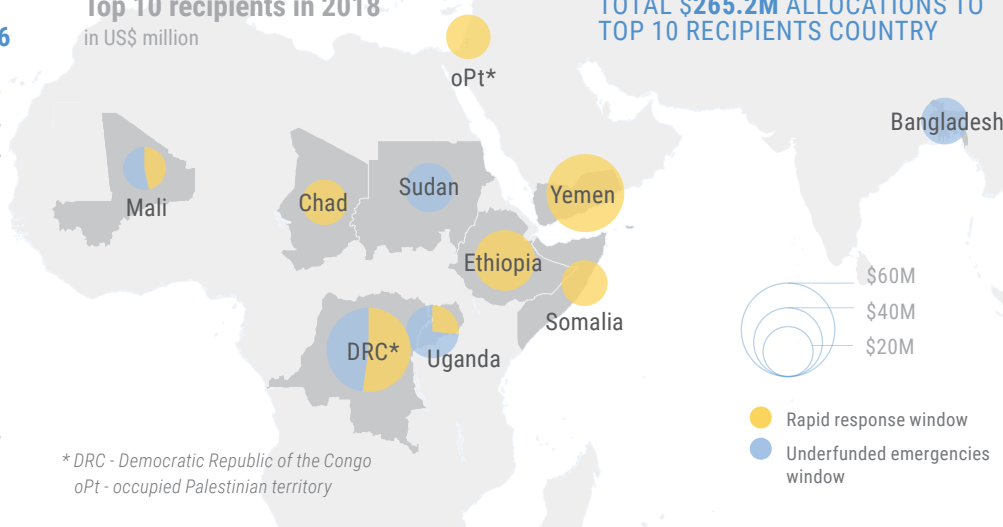 Top 10 recipients in 2018
in US$ million
6
TOTAL $265.2M ALLOCATIONS TO
TOP 10 RECIPIENTS COUNTRY
oPt*
Bangladesh
Mali
Chad
Sudan
Yemen
Ethiopia
Somalia
DRC*
Uganda
$60M
$40M
$20M
Rapid response window
Underfunded emergencies
window
* DRC - Democratic Republic of the Congo
oPt - occupied Palestinian territory